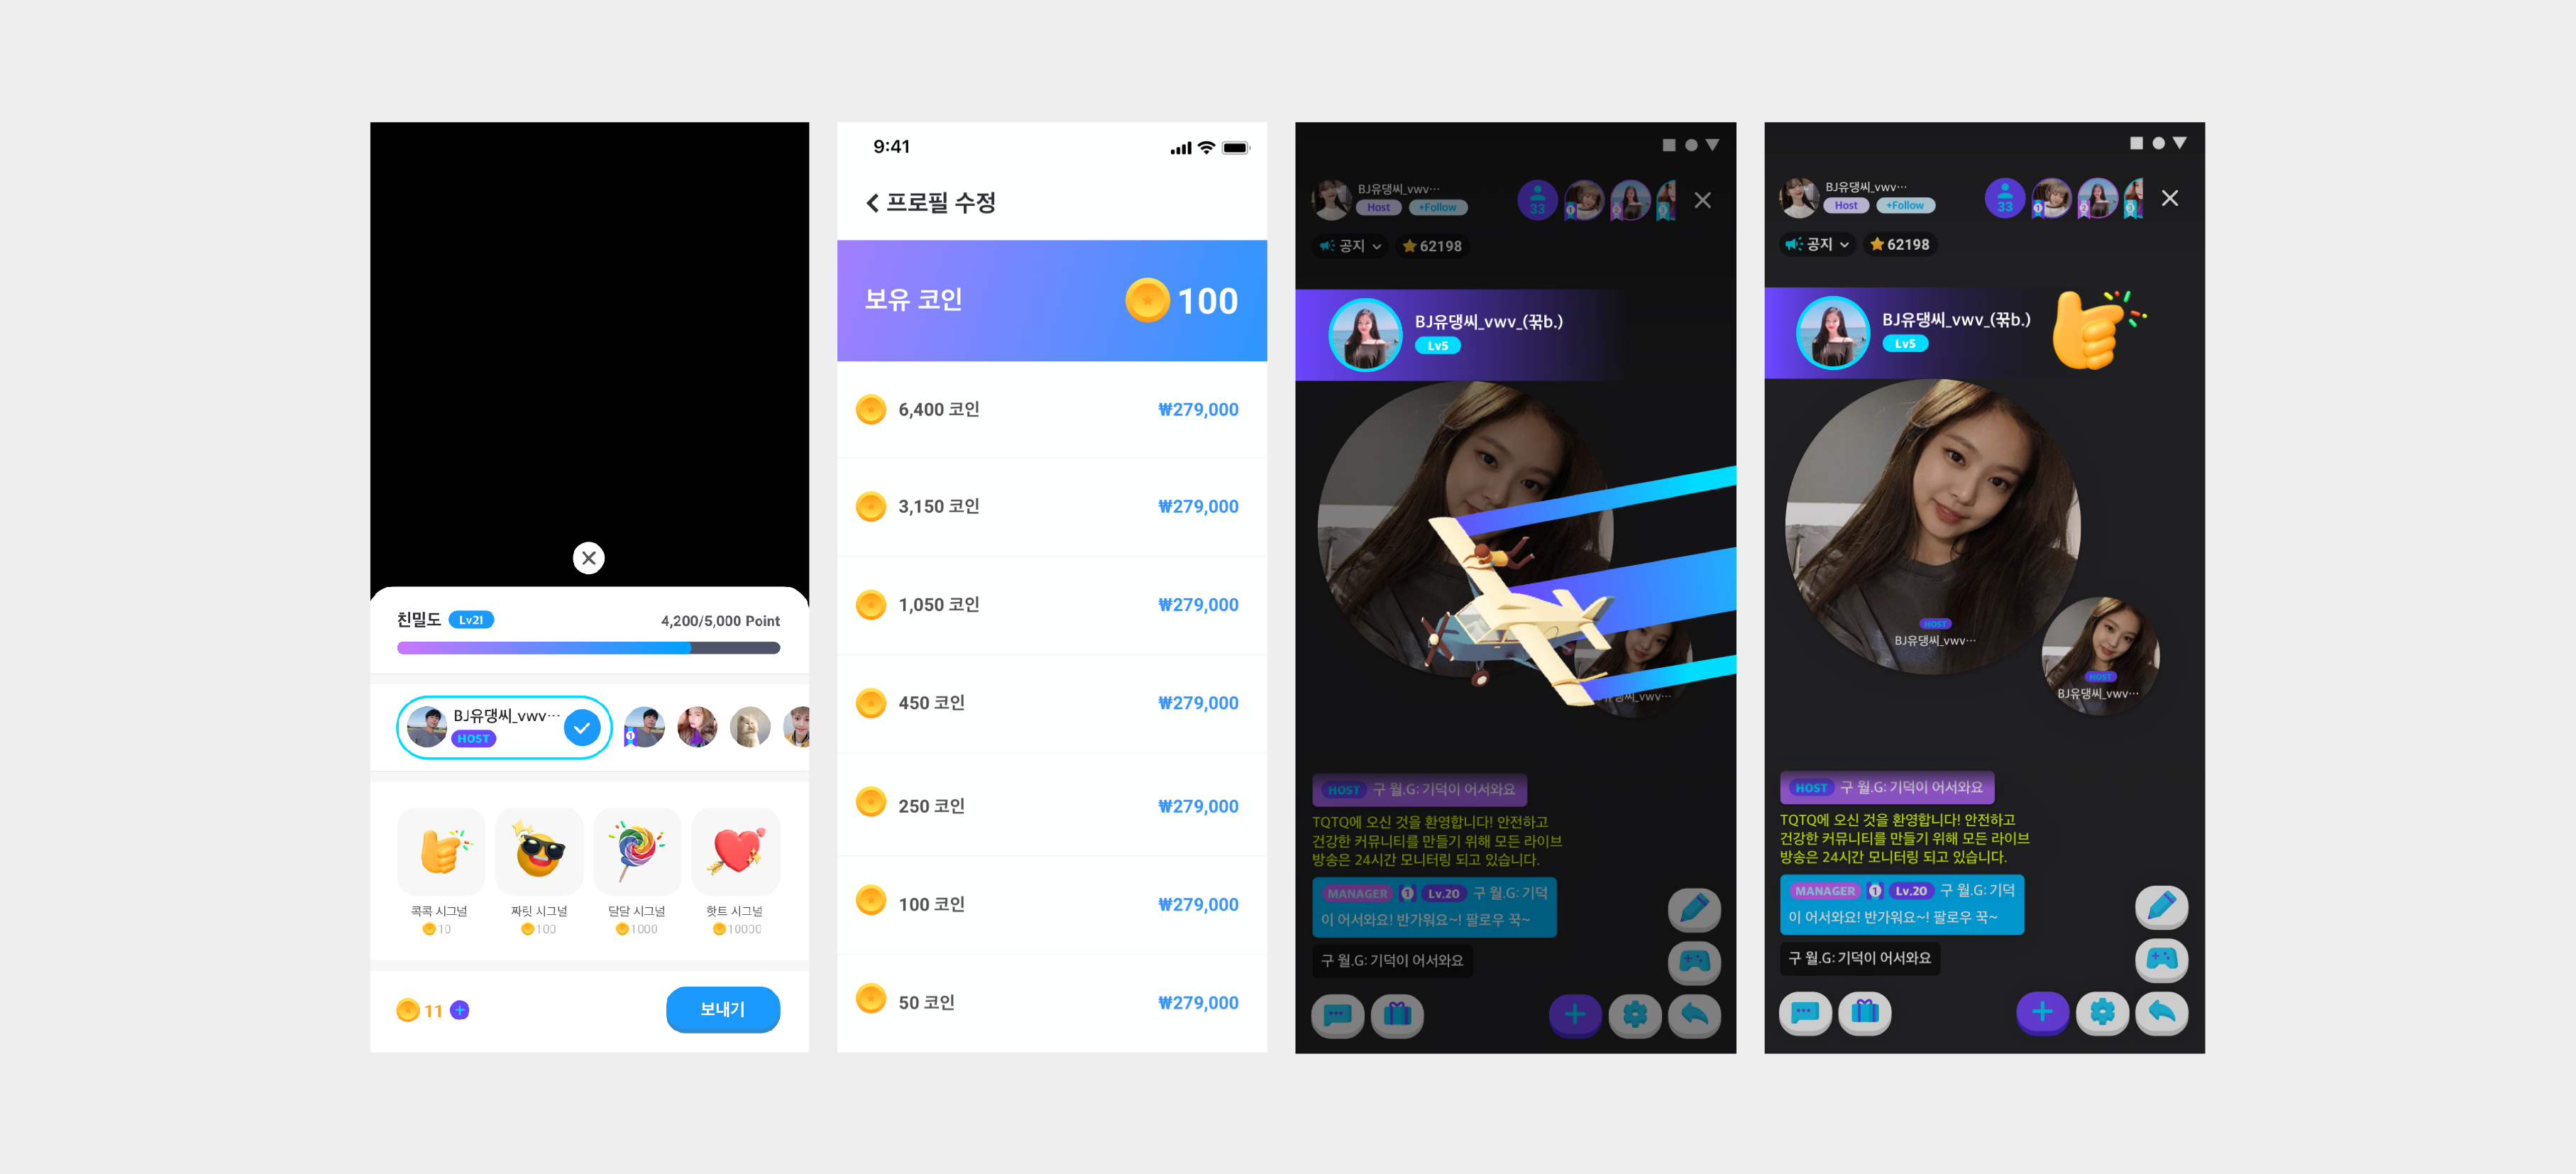 친밀도 Lv21 4,200/5,000 Point
BJ유댕씨_vwv…
HOST
1
콕콕 시그널 짜릿 시그널 달달 시그널 핫트 시그널
10 100 1000 10000
11 + 보내기
9:41
프로필 수정
보유 코인 100
6,400 코인 ₩279,000
3,150 코인 ₩279,000
1,050 코인 ₩279,000
450 코인 ₩279,000
250 코인 ₩279,000
100 코인 ₩279,000
50 코인 ₩279,000
BJ유댕씨_vwv…
Host +Follow 33
공지 62198
BJ유댕씨_vwv_(꺾b.)
Lv5
유댕씨_vwv…
HOST 구 월.G: 기덕이 어서와요
TQTQ에 오신 것을 환영합니다! 안전하고
건강한 커뮤니티를 만들기 위해 모든 라이브
방송은 24시간 모니터링 되고 있습니다.
MANAGER 1 Lv.20 구 월.G: 기덕
이 어서와요! 반가워요~! 팔로우 꾹~
구 월.G: 기덕이 어서와요
BJ유댕씨_vwv…
Host +Follow 33 1 2 3
공지 62198
BJ유댕씨_vwv_(꺾b.)
Lv5
HOST
BJ유댕씨_vwv…
HOST
BJ유댕씨_vwv…
HOST 구 월.G: 기덕이 어서와요
TQTQ에 오신 것을 환영합니다! 안전하고
건강한 커뮤니티를 만들기 위해 모든 라이브
방송은 24시간 모니터링 되고 있습니다.
MANAGER 1 Lv.20 구 월.G: 기덕
이 어서와요! 반가워요~! 팔로우 꾹~
구 월.G: 기덕이 어서와요